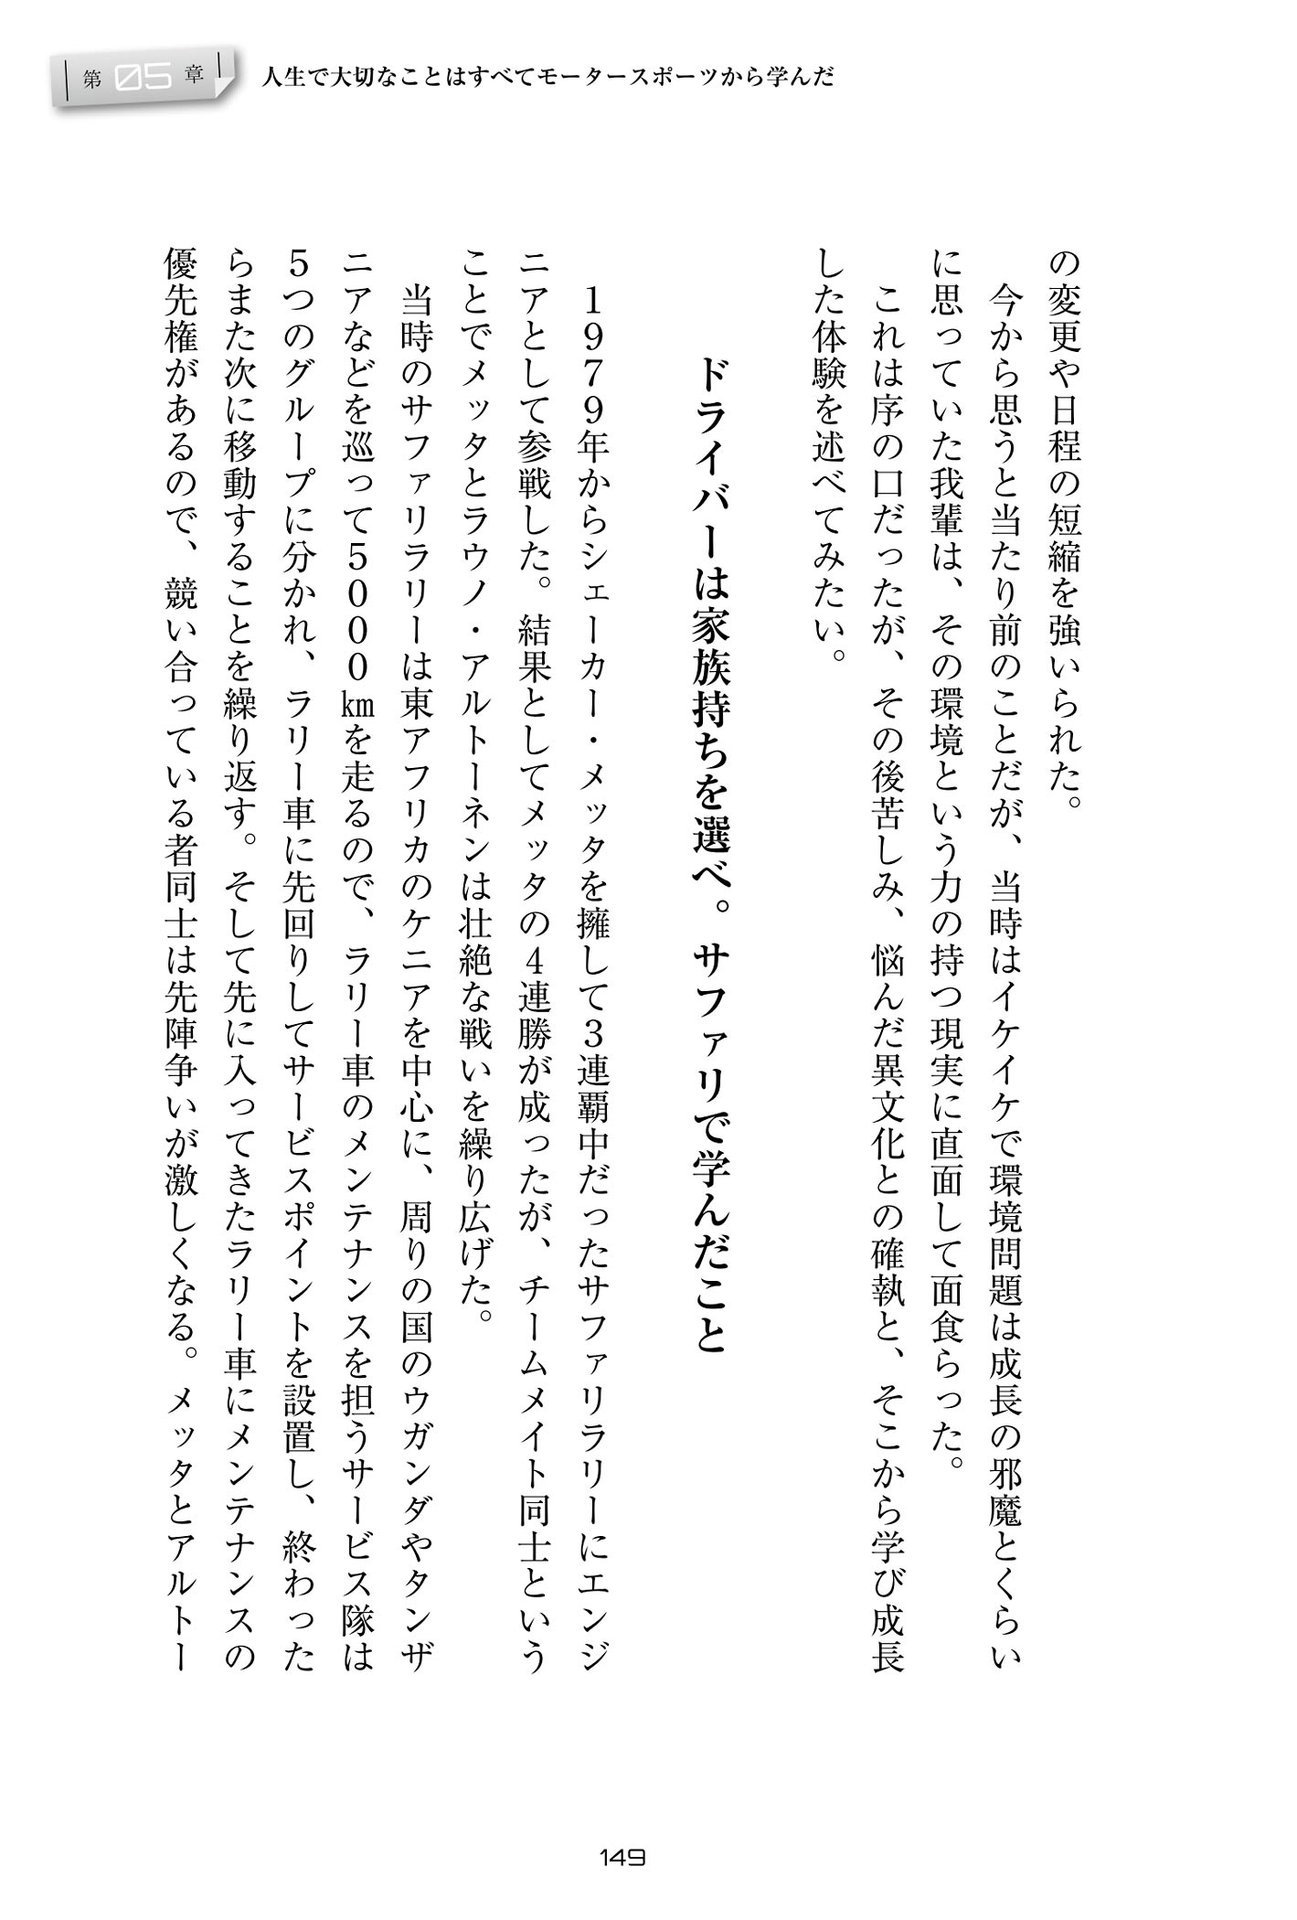 第05章
人生で大切なことはすべてモータースポーツから学んだ
の変更や日程の短縮を強いられた。
　今から思うと当たり前のことだが、当時はイケイケで環境問題は成長の邪魔とくらい
に思っていた我輩は、その環境という力の持つ現実に直面して面食らった。
　これは序の口だったが、その後苦しみ、悩んだ異文化との確執と、そこから学び成長
した体験を述べてみたい。
ドライバーは家族持ちを選べ。サファリで学んだこと
　1979年からシェーカー・メッタを擁して3連覇中だったサファリラリーにエンジ
ニアとして参戦した。結果としてメッタの4連勝が成ったが、チームメイト同士という
ことでメッタとラウノ・アルトーネンは壮絶な戦いを繰り広げた。
　当時のサファリラリーは東アフリカのケニアを中心に、周りの国のウガンダやタンザ
ニアなどを巡って5000㎞を走るので、ラリー車のメンテナンスを担うサービス隊は
5つのグループに分かれ、ラリー車に先回りしてサービスポイントを設置し、終わった
らまた次に移動することを繰り返す。そして先に入ってきたラリー車にメンテナンスの
優先権があるので、競い合っている者同士は先陣争いが激しくなる。メッタとアルトー
149